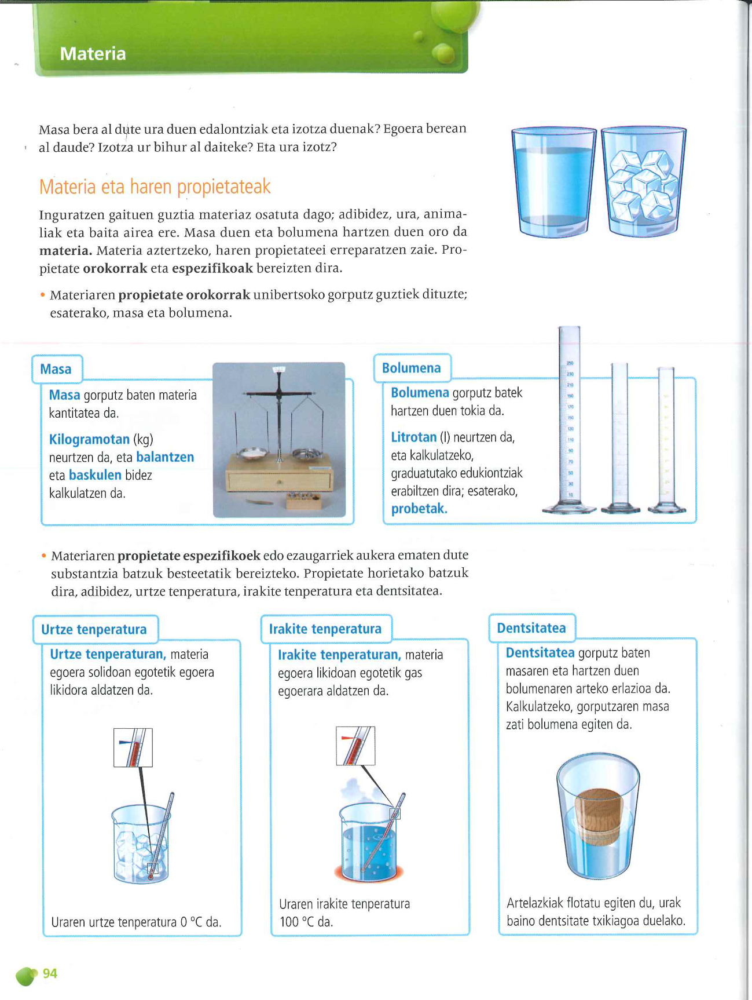 Materia
Masa bera al dute ura duen edalontziak eta izotza duenak? Egoera berean
al daude? Izotza ur bihur al daiteke? Eta ura izotz?
Materia eta haren propietateak
Inguratzen gaituen guztia materiaz osatuta dago; adibidez, ura, anima-
liak eta baita airea ere. Masa duen eta bolumena hartzen duen oro da
materia. Materia aztertzeko, haren propietateei erreparatzen zaie. Pro-
pietate orokorrak eta espezifikoak bereizten dira.
• Materiaren propietate orokorrak unibertsoko gorputz guztiek dituzte;
esaterako, masa eta bolumena.
Masa
Masa gorputz baten materia
kantitatea da.
Kilogramotan (kg)
neurtzen da, eta balantzen
eta baskulen bidez
kalkulatzen da.
Bolumena
Bolumena gorputz batek
hartzen duen tokia da.
Litrotan (l) neurtzen da,
eta kalkulatzeko,
graduatutako edukiontziak
erabiltzen dira; esaterako,
probetak.
250
230
210
190
170
150
130
110
90
70
50
30
10
• Materiaren propietate espezifikoek edo ezaugarriek aukera ematen dute
substantzia batzuk besteetatik bereizteko. Propietate horietako batzuk
dira, adibidez, urtze tenperatura, irakite tenperatura eta dentsitatea.
Urtze tenperatura
Urtze tenperaturan, materia
egoera solidoan egotetik egoera
likidora aldatzen da.
Uraren urtze tenperatura 0 ºC da.
Irakite tenperatura
Irakite tenperaturan, materia
egoera likidoan egotetik gas
egoerara aldatzen da.
Uraren irakite tenperatura
100 ºC da.
Dentsitatea
Dentsitatea gorputz baten
masaren eta hartzen duen
bolumenaren arteko erlazioa da.
Kalkulatzeko, gorputzaren masa
zati bolumena egiten da.
Artelazkiak flotatu egiten du, urak
baino dentsitate txikiagoa duelako.
94